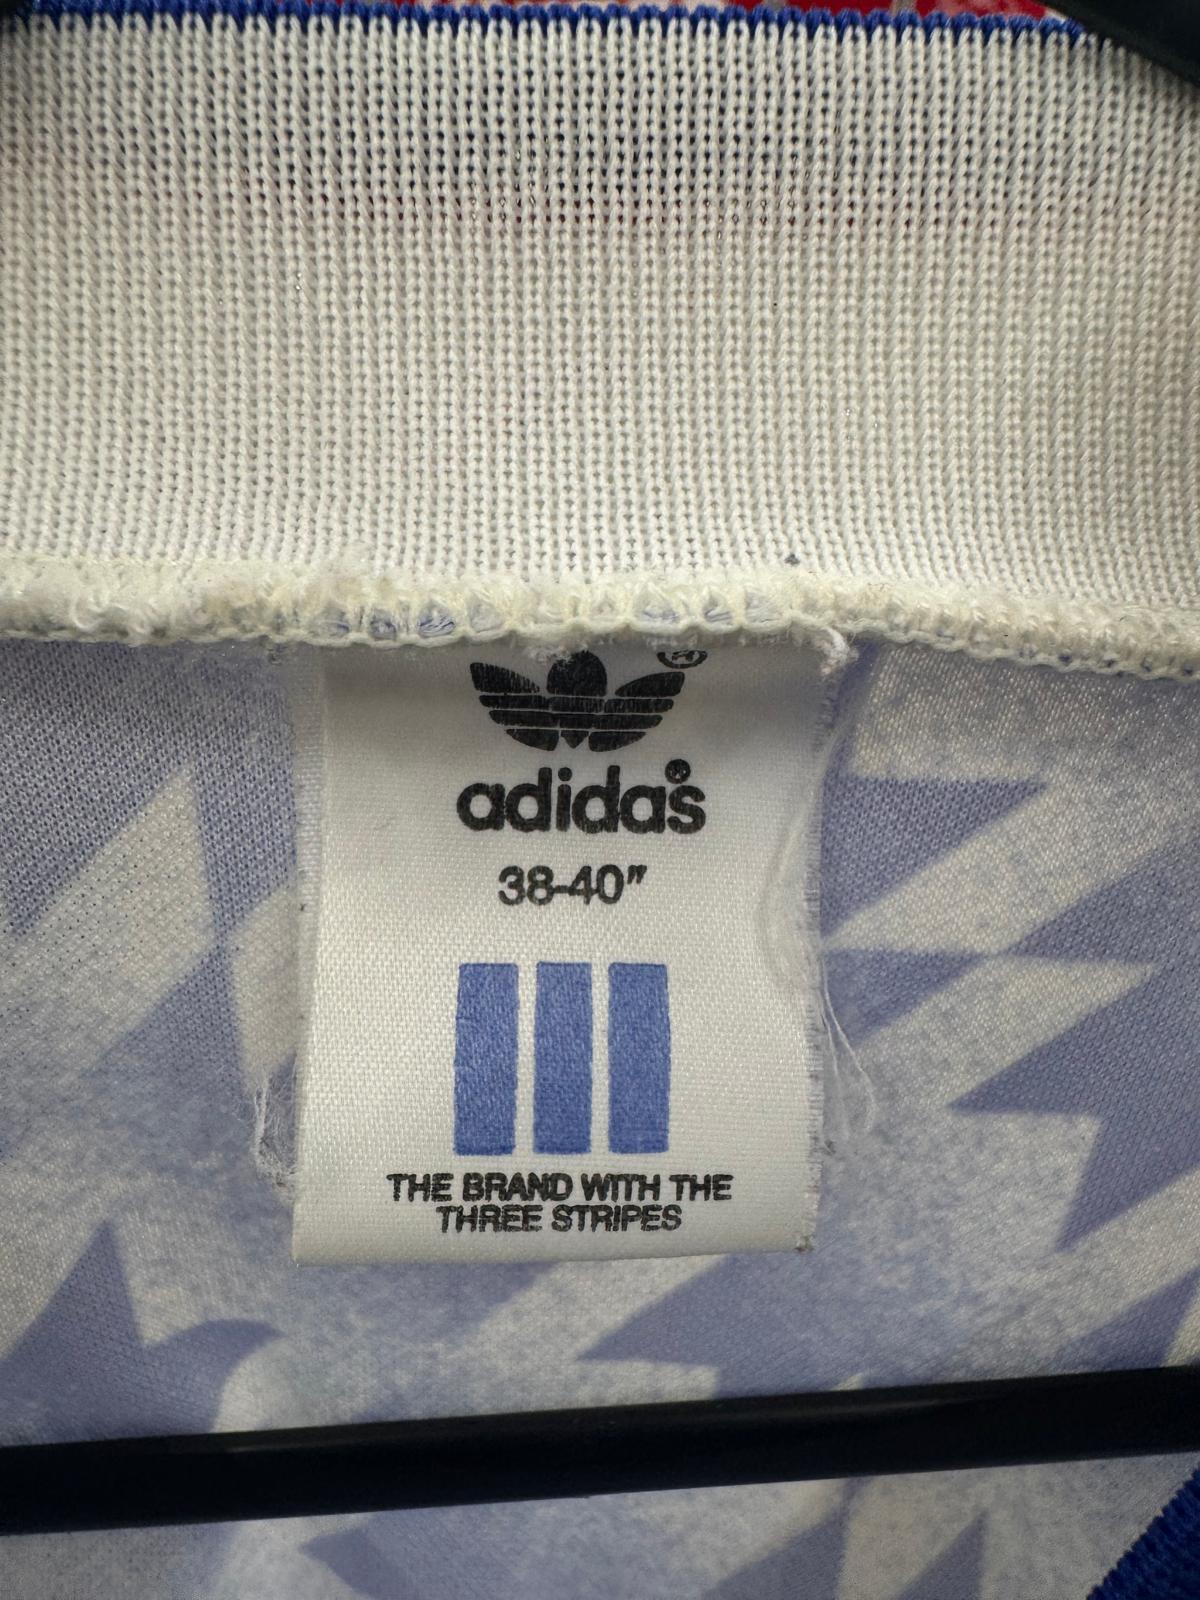 adidas
38-40"
THE BRAND WITH THE
THREE STRIPES